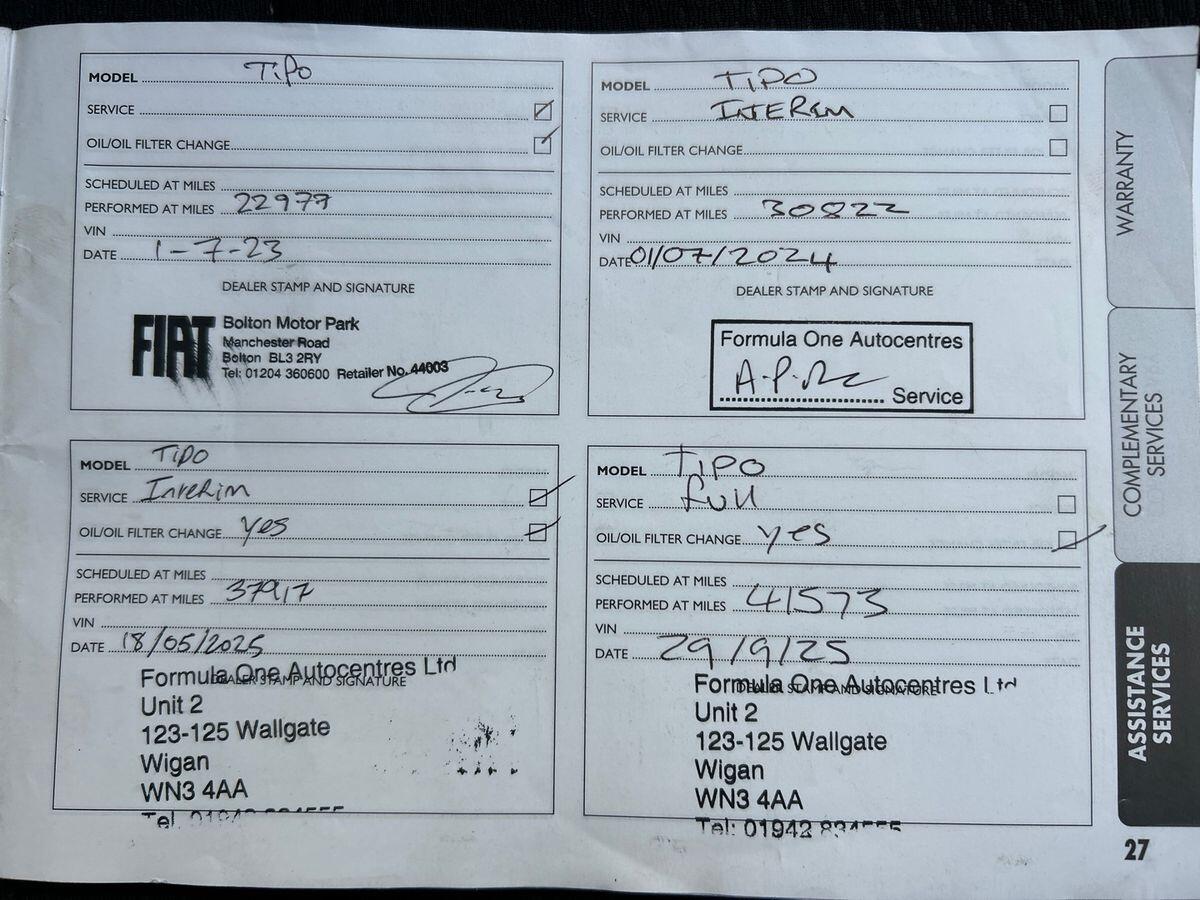 MODEL Tipo
SERVICE
OIL/OIL FILTER CHANGE
SCHEDULED AT MILES
PERFORMED AT MILES 22977
VIN
DATE 1-7-23
DEALER STAMP AND SIGNATURE
FIAT
Bolton Motor Park
Manchester Road
Bolton BL3 2RY
Tel: 01204 360600 Retailer No. 44003
MODEL TIPO
SERVICE INTERIM
OIL/OIL FILTER CHANGE
SCHEDULED AT MILES
PERFORMED AT MILES 30822
VIN
DATE 01/07/2024
DEALER STAMP AND SIGNATURE
Formula One Autocentres
Service
MODEL Tipo
SERVICE Interim
OIL/OIL FILTER CHANGE yes
SCHEDULED AT MILES
PERFORMED AT MILES 37917
VIN
DATE 18/05/2025
DEALER STAMP AND SIGNATURE
Formula One Autocentres Ltd
Unit 2
123-125 Wallgate
Wigan
WN3 4AA
Tel: 01942
MODEL TIPO
SERVICE full
OIL/OIL FILTER CHANGE yes
SCHEDULED AT MILES
PERFORMED AT MILES 41573
VIN
DATE 29/9/25
DEALER STAMP AND SIGNATURE
Formula One Autocentres Ltd
Unit 2
123-125 Wallgate
Wigan
WN3 4AA
Tel: 01942
WARRANTY
COMPLEMENTARY
SERVICES
ASSISTANCE
SERVICES
27